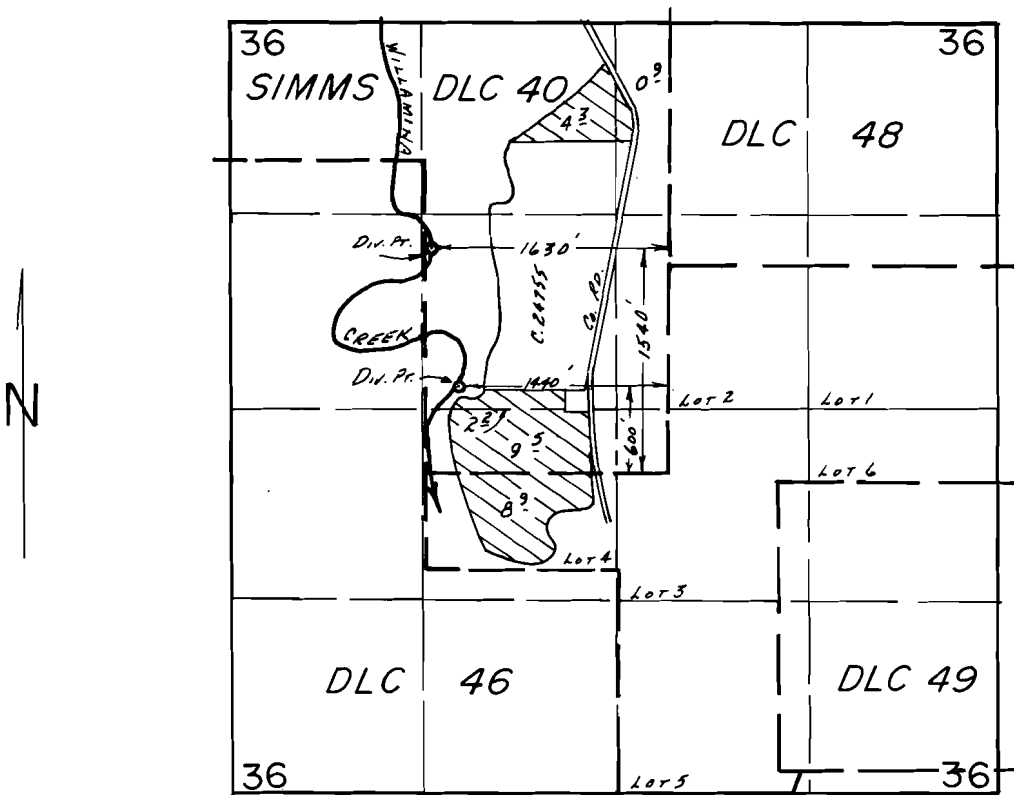 36 36
SIMMS DLC 40
WILLAMINA
0 9
4 3
DLC 48
Div. Pt.
1630'
C. 24755
Co. RD.
1540'
CREEK
Div. Pt.
1440'
LOT 2 LOT 1
2 2
600'
9 5
N
LOT 6
8 9
LOT 4
LOT 3
DLC 46
DLC 49
36 LOT 5 36